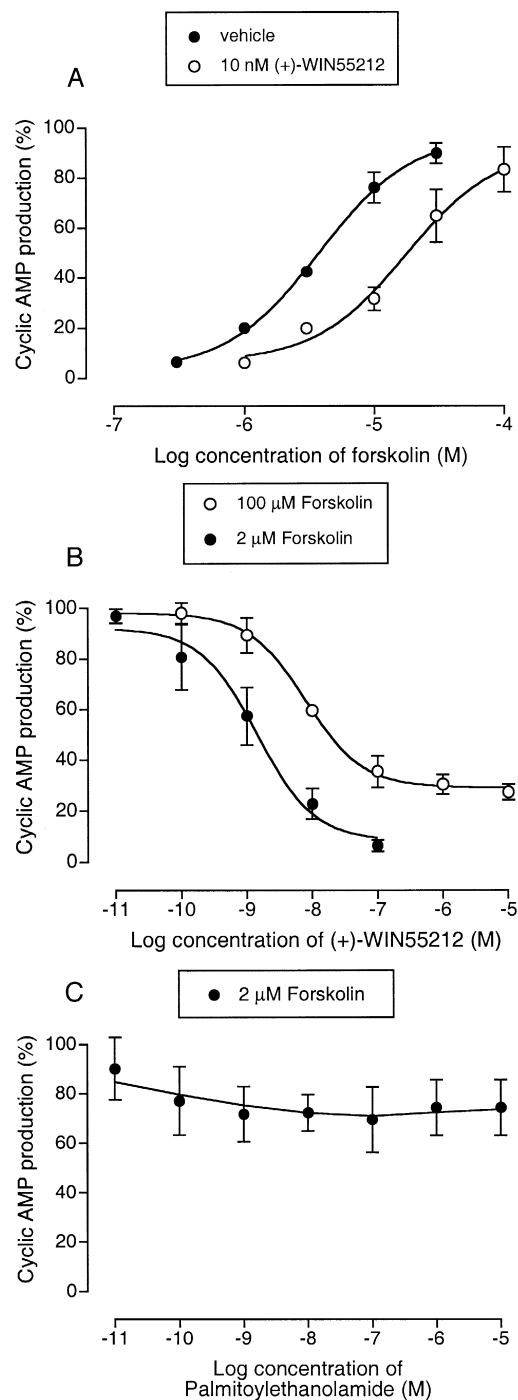 vehicle
10 nM (+)-WIN55212
A
Cyclic AMP production (%)
100
80
60
40
20
0
-7
-6
-5
-4
Log concentration of forskolin (M)
100 µM Forskolin
2 µM Forskolin
B
Cyclic AMP production (%)
100
80
60
40
20
0
-11
-10
-9
-8
-7
-6
-5
Log concentration of (+)-WIN55212 (M)
C
2 µM Forskolin
Cyclic AMP production (%)
100
80
60
40
20
0
-11
-10
-9
-8
-7
-6
-5
Log concentration of
Palmitoylethanolamide (M)